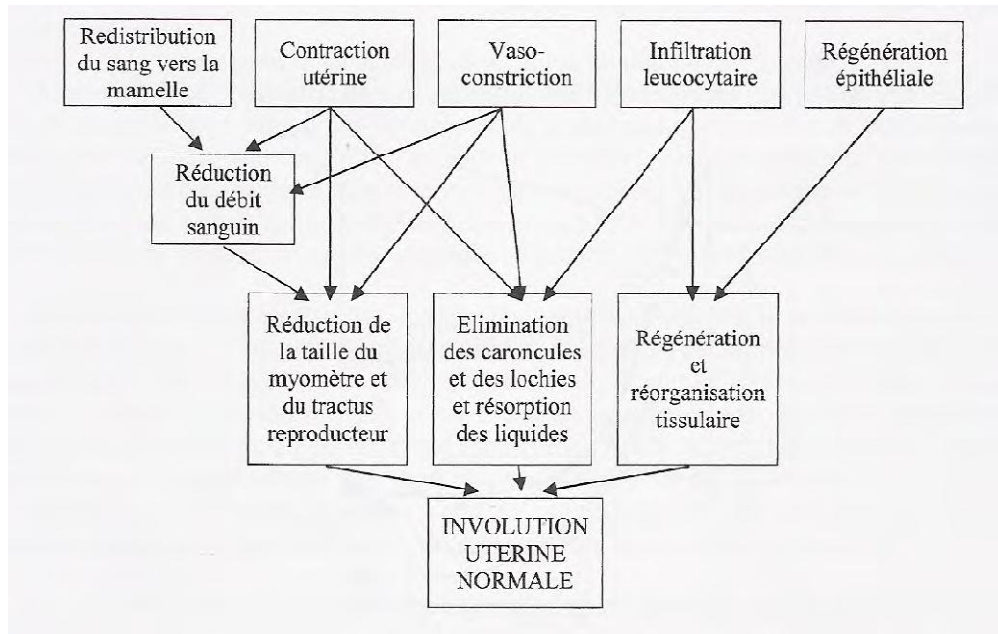 Redistribution
du sang vers la
mamelle
Contraction
utérine
Vaso-
constriction
Infiltration
leucocytaire
Régénération
épithéliale
Réduction
du débit
sanguin
Réduction de
la taille du
myomètre et
du tractus
reproducteur
Elimination
des caroncules
et des lochies
et résorption
des liquides
Régénération
et
réorganisation
tissulaire
INVOLUTION
UTERINE
NORMALE